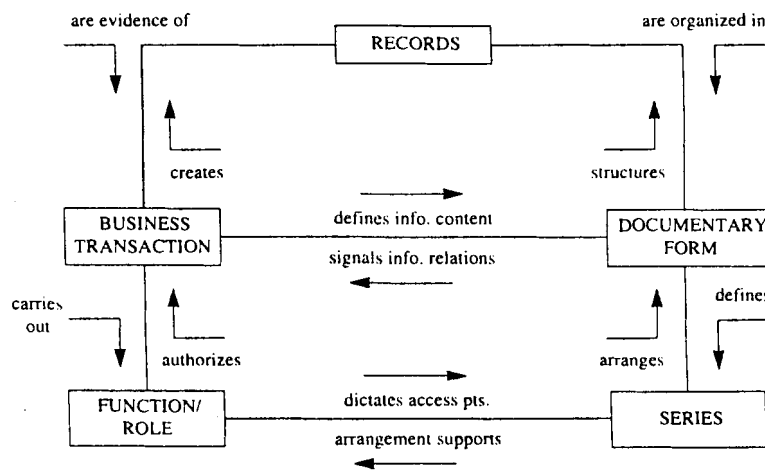 are evidence of
RECORDS
are organized in
creates
structures
defines info. content
BUSINESS
TRANSACTION
DOCUMENTARY
FORM
signals info. relations
carries
out
defines
authorizes
arranges
dictates access pts.
FUNCTION/
ROLE
SERIES
arrangement supports